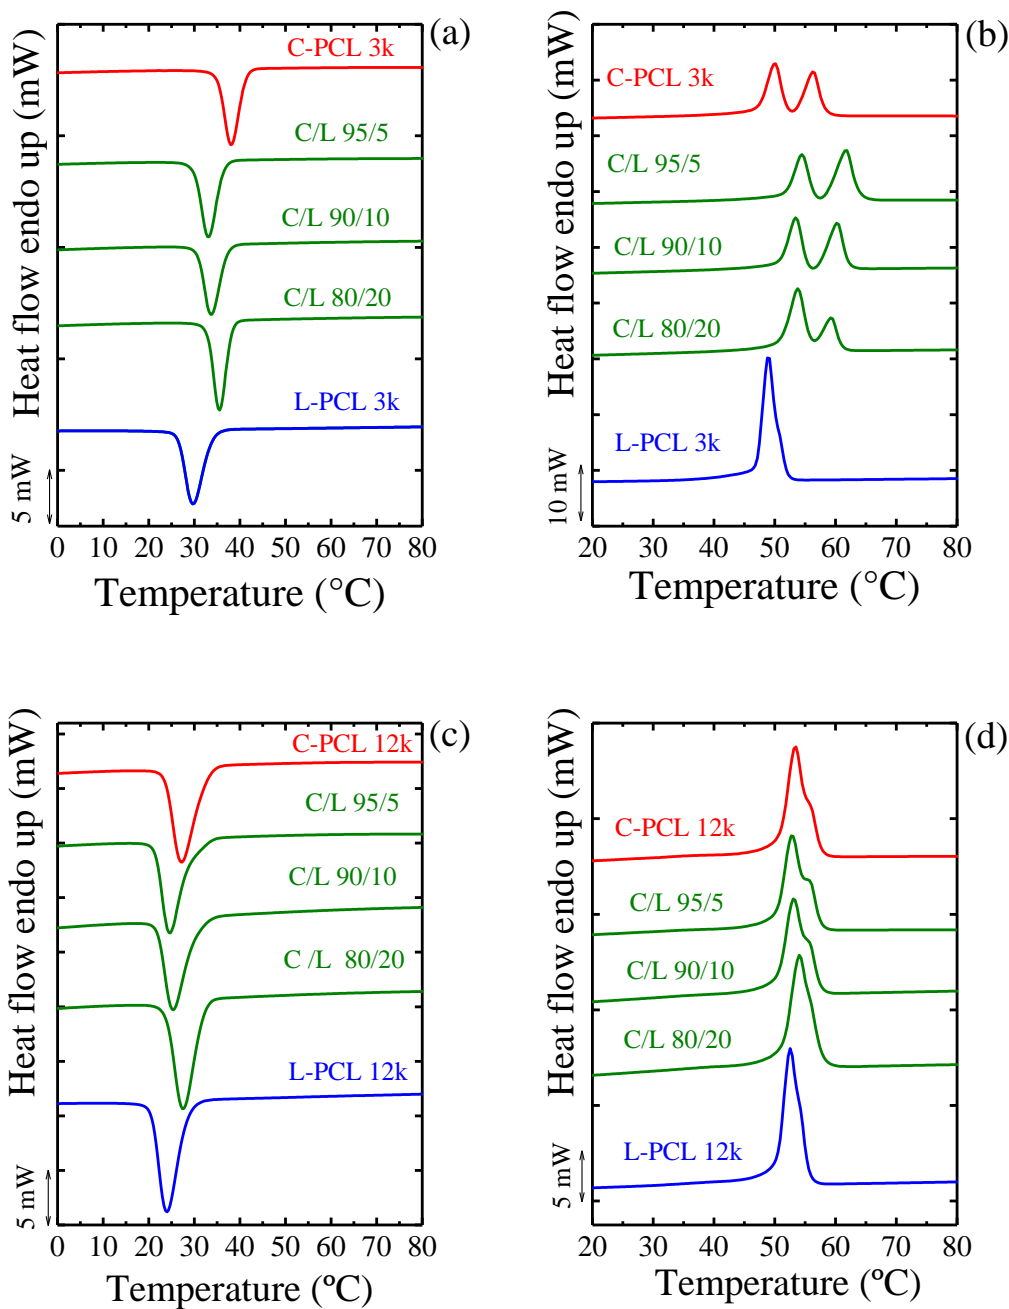 (a)
Heat flow endo up (mW)
C-PCL 3k
C/L 95/5
C/L 90/10
C/L 80/20
L-PCL 3k
5 mW
0 10 20 30 40 50 60 70 80
Temperature (°C)
(b)
Heat flow endo up (mW)
C-PCL 3k
C/L 95/5
C/L 90/10
C/L 80/20
L-PCL 3k
10 mW
20 30 40 50 60 70 80
Temperature (°C)
(c)
Heat flow endo up (mW)
C-PCL 12k
C/L 95/5
C/L 90/10
C /L 80/20
L-PCL 12k
5 mW
0 10 20 30 40 50 60 70 80
Temperature (ºC)
(d)
Heat flow endo up (mW)
C-PCL 12k
C/L 95/5
C/L 90/10
C/L 80/20
L-PCL 12k
5 mW
20 30 40 50 60 70 80
Temperature (ºC)